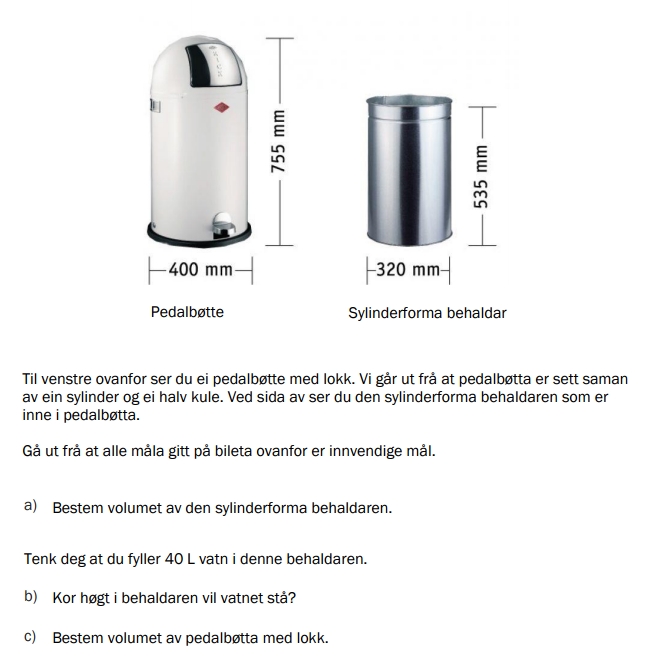 755 mm
535 mm
400 mm
320 mm
Pedalbøtte
Sylinderforma behaldar
Til venstre ovanfor ser du ei pedalbøtte med lokk. Vi går ut frå at pedalbøtta er sett saman
av ein sylinder og ei halv kule. Ved sida av ser du den sylinderforma behaldaren som er
inne i pedalbøtta.
Gå ut frå at alle måla gitt på bileta ovanfor er innvendige mål.
a) Bestem volumet av den sylinderforma behaldaren.
Tenk deg at du fyller 40 L vatn i denne behaldaren.
b) Kor høgt i behaldaren vil vatnet stå?
c) Bestem volumet av pedalbøtta med lokk.